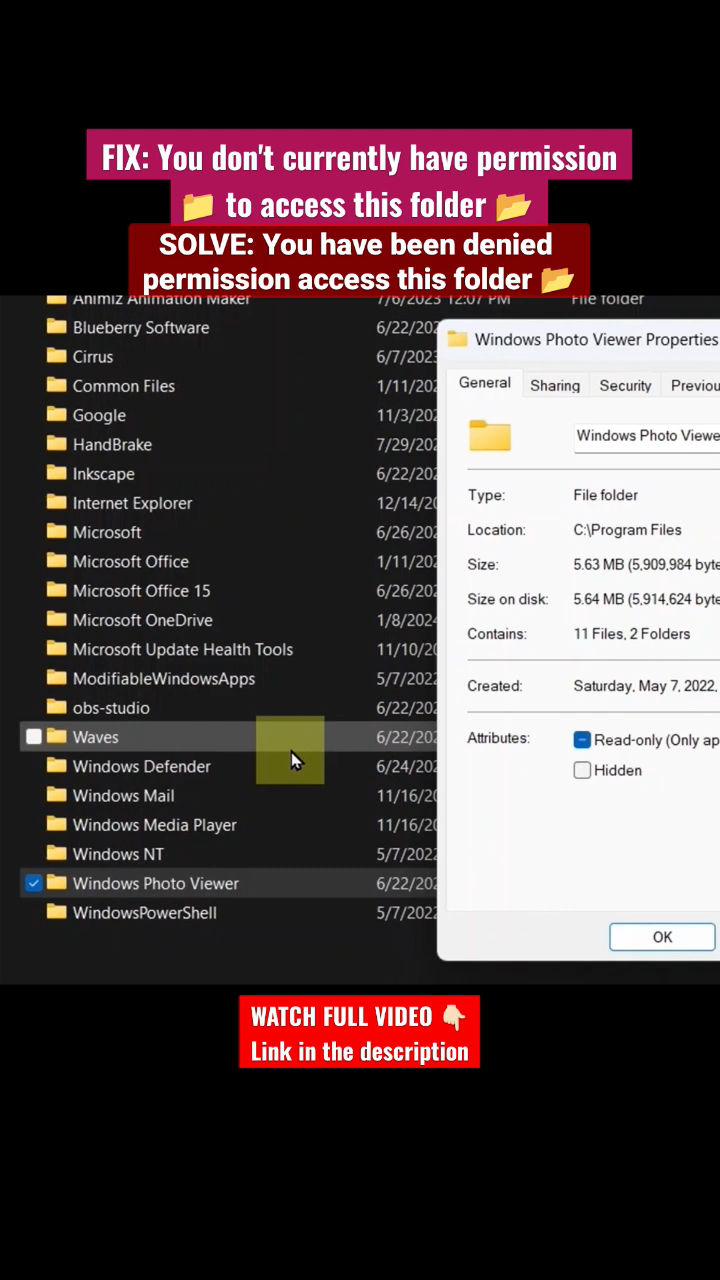 FIX: You don't currently have permission
📁 to access this folder 📂
SOLVE: You have been denied
permission access this folder 📂
Animiz Animation Maker 7/6/2023 12:07 PM File folder
Blueberry Software 6/22/202
Cirrus 6/7/2023
Common Files 1/11/202
Google 11/3/202
HandBrake 7/29/202
Inkscape 6/22/202
Internet Explorer 12/14/20
Microsoft 6/26/202
Microsoft Office 1/11/202
Microsoft Office 15 6/26/202
Microsoft OneDrive 1/8/2024
Microsoft Update Health Tools 11/10/20
ModifiableWindowsApps 5/7/2022
obs-studio 6/22/202
Waves 6/22/202
Windows Defender 6/24/202
Windows Mail 11/16/20
Windows Media Player 11/16/20
Windows NT 5/7/2022
Windows Photo Viewer 6/22/202
WindowsPowerShell 5/7/2022
Windows Photo Viewer Properties
General Sharing Security Previou
Windows Photo Viewe
Type: File folder
Location: C:\Program Files
Size: 5.63 MB (5,909,984 byte
Size on disk: 5.64 MB (5,914,624 byte
Contains: 11 Files, 2 Folders
Created: Saturday, May 7, 2022,
Attributes: Read-only (Only ap
Hidden
OK
WATCH FULL VIDEO 👇🏻
Link in the description